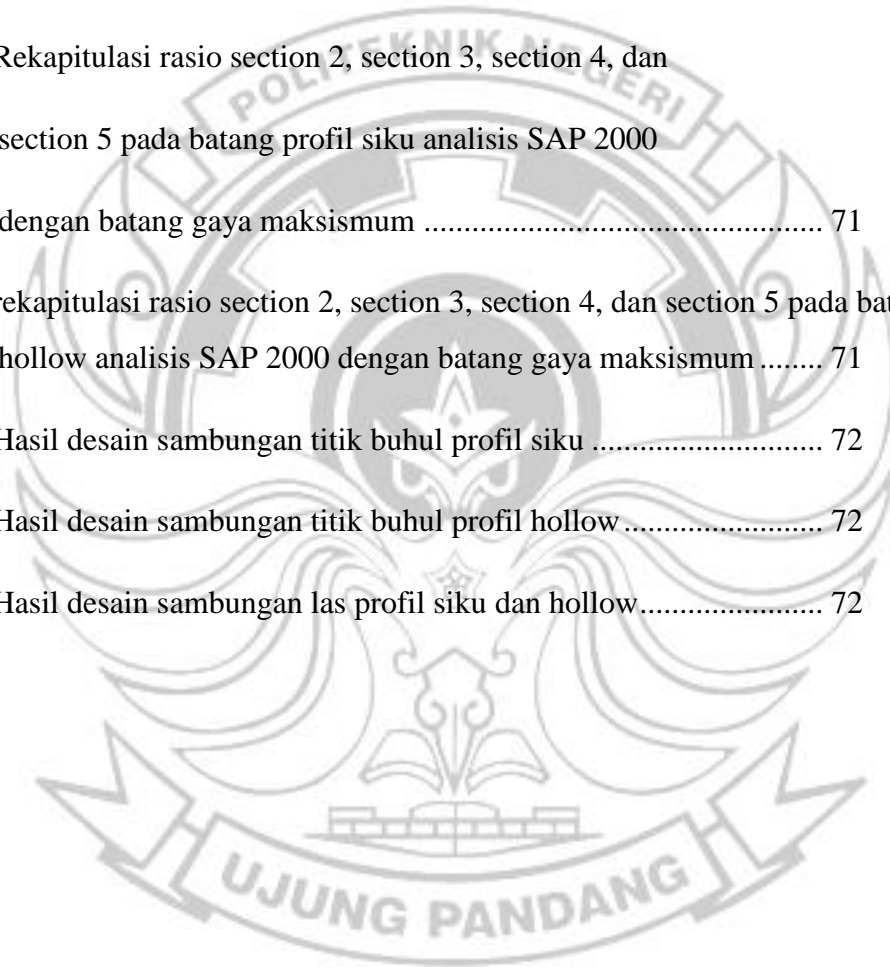 POLITEKNIK NEGERI
Rekapitulasi rasio section 2, section 3, section 4, dan
section 5 pada batang profil siku analisis SAP 2000
dengan batang gaya maksismum .................................................. 71
rekapitulasi rasio section 2, section 3, section 4, dan section 5 pada
hollow analisis SAP 2000 dengan batang gaya maksismum ........ 71
Hasil desain sambungan titik buhul profil siku ............................. 72
Hasil desain sambungan titik buhul profil hollow ......................... 72
Hasil desain sambungan las profil siku dan hollow....................... 72
UJUNG PANDANG